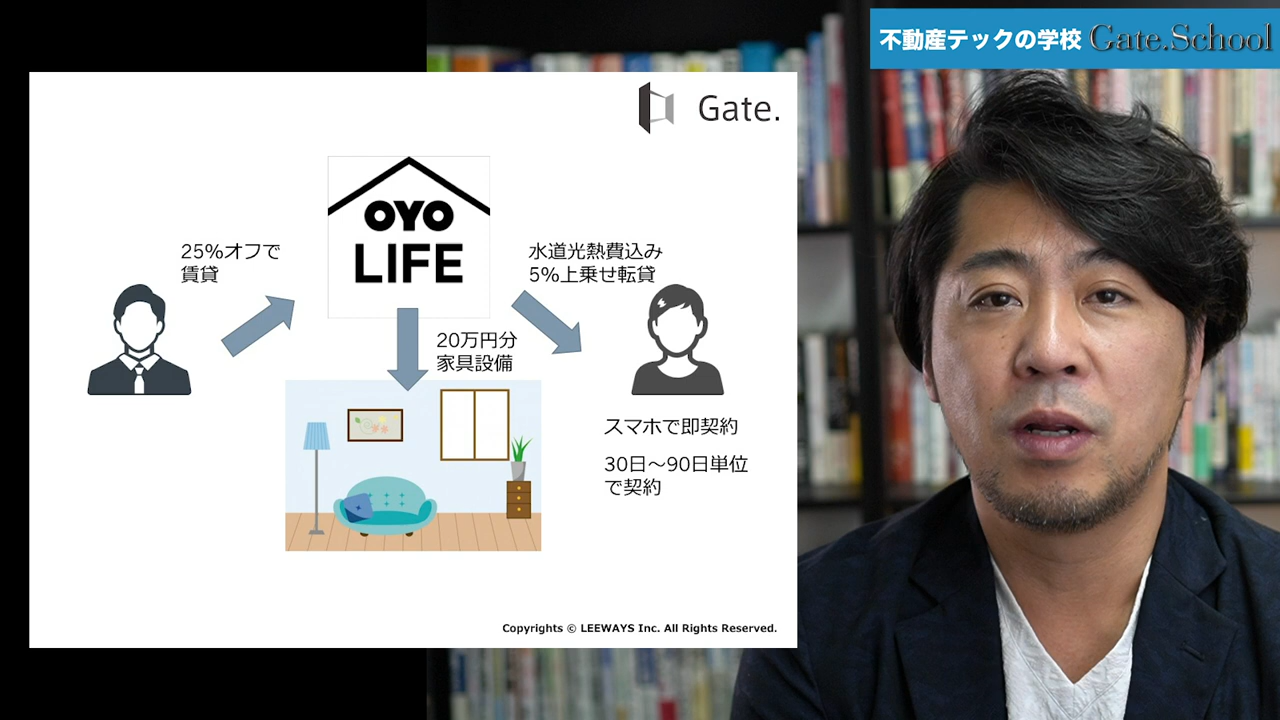 不動産テックの学校 Gate.School
Gate.
OYO
LIFE
25%オフで
賃貸
水道光熱費込み
5%上乗せ転貸
20万円分
家具設備
スマホで即契約
30日～90日単位
で契約
Copyrights © LEEWAYS Inc. All Rights Reserved.